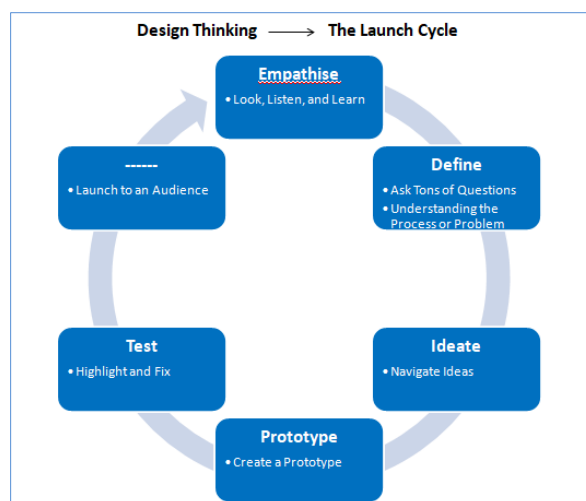 Design Thinking ⟶ The Launch Cycle
Empathise
• Look, Listen, and Learn
Define
• Ask Tons of Questions
• Understanding the
Process or Problem
Ideate
• Navigate Ideas
Prototype
• Create a Prototype
Test
• Highlight and Fix
------
• Launch to an Audience